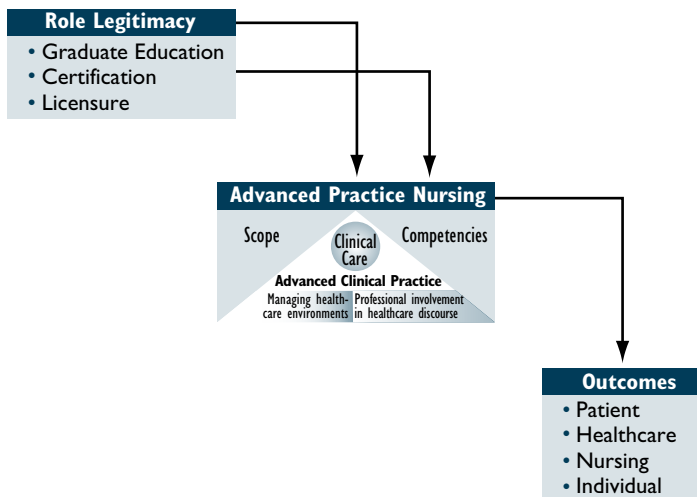 Role Legitimacy
• Graduate Education
• Certification
• Licensure
Advanced Practice Nursing
Scope
Clinical
Care
Competencies
Advanced Clinical Practice
Managing health-
care environments
Professional involvement
in healthcare discourse
Outcomes
• Patient
• Healthcare
• Nursing
• Individual